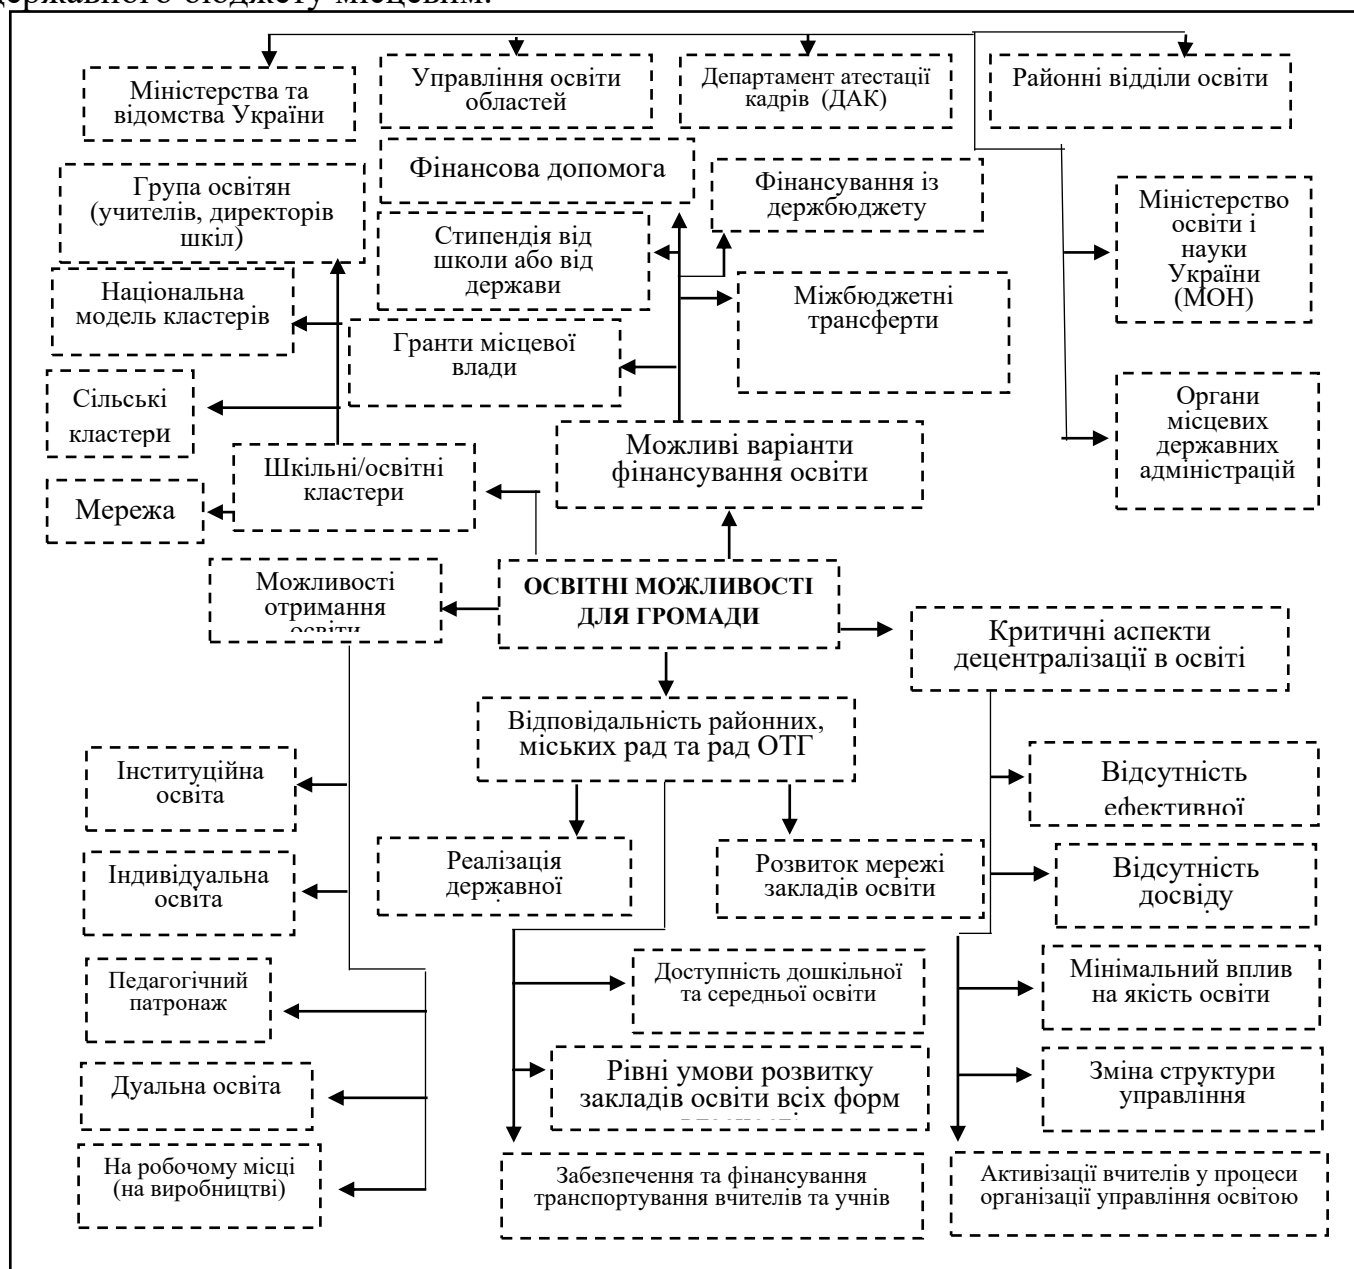 державного бюджету місцевим.
Міністерства та
відомства України
Управління освіти
областей
Департамент атестації
кадрів (ДАК)
Районні відділи освіти
Фінансова допомога
Група освітян
(учителів, директорів
шкіл)
Фінансування із
держбюджету
Міністерство
освіти і
науки
України
(МОН)
Стипендія від
школи або від
держави
Національна
модель кластерів
Міжбюджетні
трансферти
Гранти місцевої
влади
Сільські
кластери
Органи
місцевих
державних
адміністрацій
Можливі варіанти
фінансування освіти
Шкільні/освітні
кластери
Мережа
Можливості
отримання
освіти
ОСВІТНІ МОЖЛИВОСТІ
ДЛЯ ГРОМАДИ
Критичні аспекти
децентралізації в освіті
Відповідальність районних,
міських рад та рад ОТГ
Інституційна
освіта
Відсутність
ефективної
Реалізація
державної
Розвиток мережі
закладів освіти
Індивідуальна
освіта
Відсутність
досвіду
Педагогічний
патронаж
Доступність дошкільної
та середньої освіти
Мінімальний вплив
на якість освіти
Дуальна освіта
Рівні умови розвитку
закладів освіти всіх форм
Зміна структури
управління
На робочому місці
(на виробництві)
Забезпечення та фінансування
транспортування вчителів та учнів
Активізації вчителів у процеси
організації управління освітою